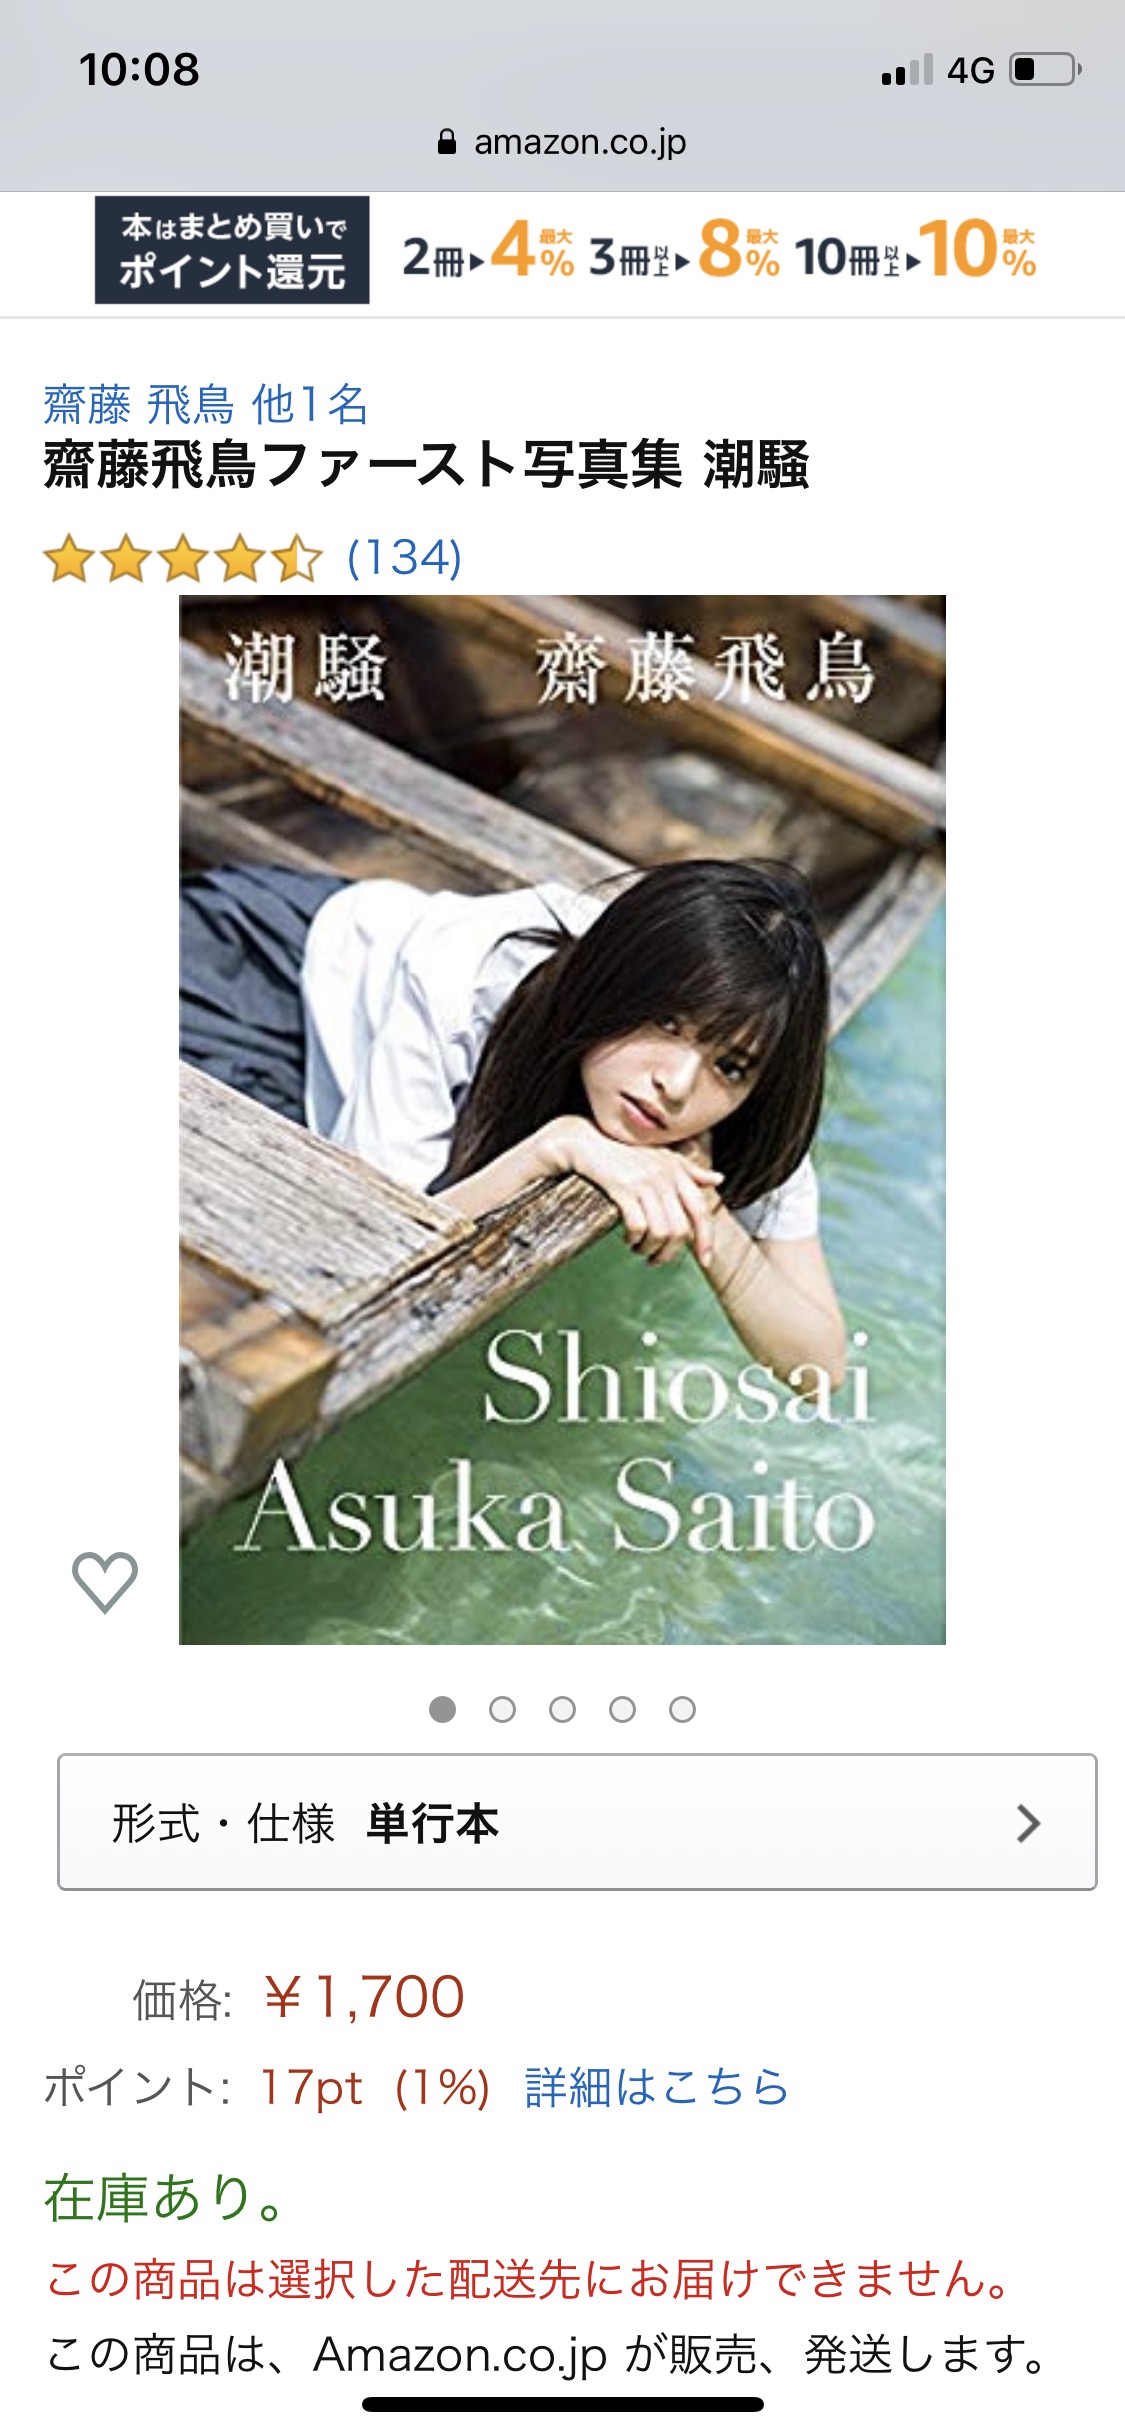 10:08
4G
amazon.co.jp
本はまとめ買いで
ポイント還元
2冊▶4%最大 3冊以上▶8%最大 10冊以上▶10%最大
齋藤 飛鳥 他1名
齋藤飛鳥ファースト写真集 潮騒
(134)
潮騒 齋藤飛鳥
Shiosai
Asuka Saito
形式・仕様 単行本
価格: ￥1,700
ポイント: 17pt (1%) 詳細はこちら
在庫あり。
この商品は選択した配送先にお届けできません。
この商品は、Amazon.co.jp が販売、発送します。